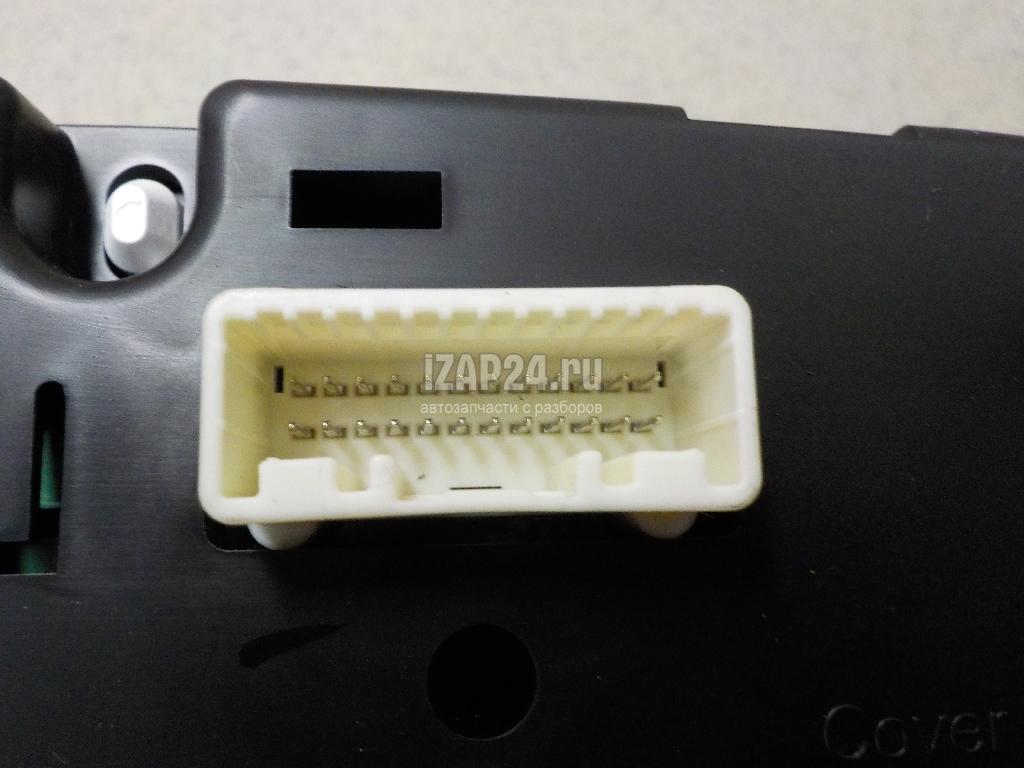 iZAP24.ru
автозапчасти с разборов
Cover